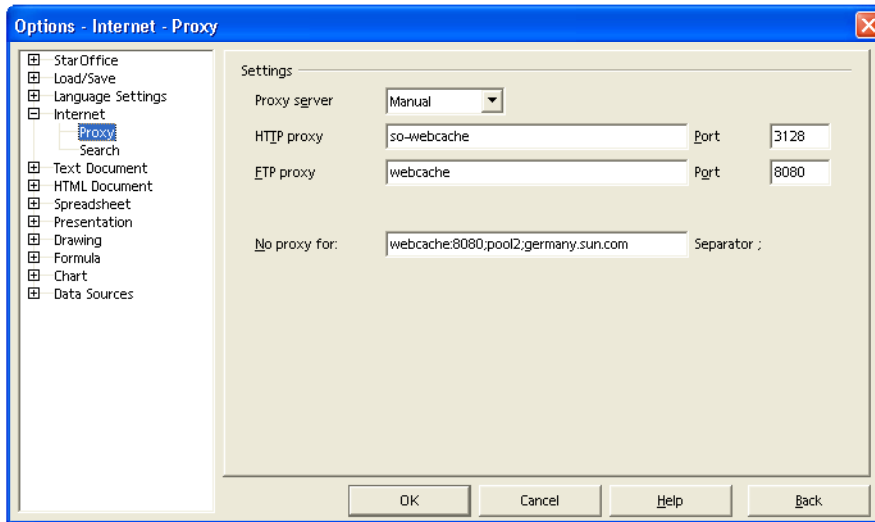 Options - Internet - Proxy
StarOffice
Load/Save
Language Settings
Internet
Proxy
Search
Text Document
HTML Document
Spreadsheet
Presentation
Drawing
Formula
Chart
Data Sources
Settings
Proxy server Manual
HTTP proxy so-webcache Port 3128
FTP proxy webcache Port 8080
No proxy for: webcache:8080;pool2;germany.sun.com Separator ;
OK Cancel Help Back